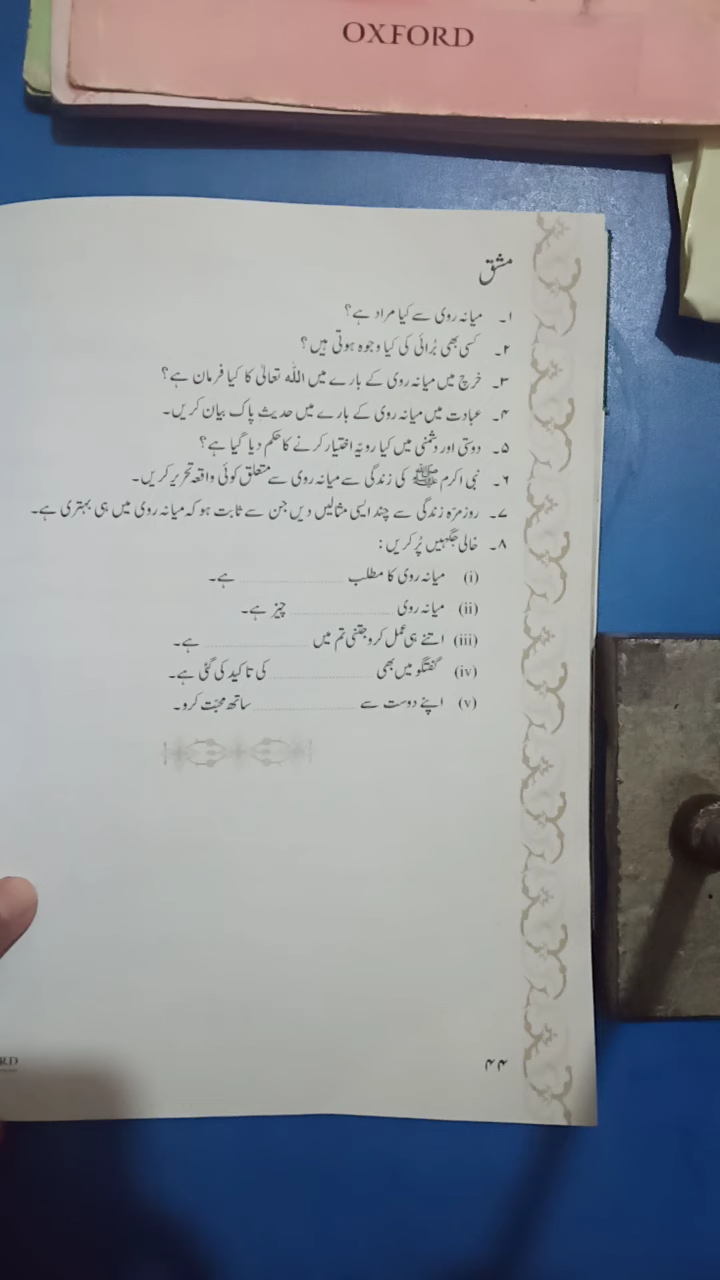 OXFORD
مشق
۱۔ میانہ روی سے کیا مراد ہے؟
۲۔ کسی بھی بُرائی کی کیا وجوہ ہوتی ہیں؟
۳۔ خرچ میں میانہ روی کے بارے میں اللہ تعالیٰ کا کیا فرمان ہے؟
۴۔ عبادت میں میانہ روی کے بارے میں حدیث پاک بیان کریں۔
۵۔ دوستی اور دشمنی میں کیا رویّہ اختیار کرنے کا حکم دیا گیا ہے؟
۶۔ نبی اکرم ﷺ کی زندگی سے میانہ روی سے متعلق کوئی واقعہ تحریر کریں۔
۷۔ روزمرّہ زندگی سے چند ایسی مثالیں دیں جن سے ثابت ہو کہ میانہ روی میں ہی بہتری ہے۔
۸۔ خالی جگہیں پُر کریں:
(i) میانہ روی کا مطلب ............ ہے۔
(ii) میانہ روی ............ چیز ہے۔
(iii) اتنے ہی عمل کرو جتنی تم میں ............ ہے۔
(iv) گفتگو میں بھی ............ کی تاکید کی گئی ہے۔
(v) اپنے دوست سے ............ ساتھ محبّت کرو۔
۴۴
RD